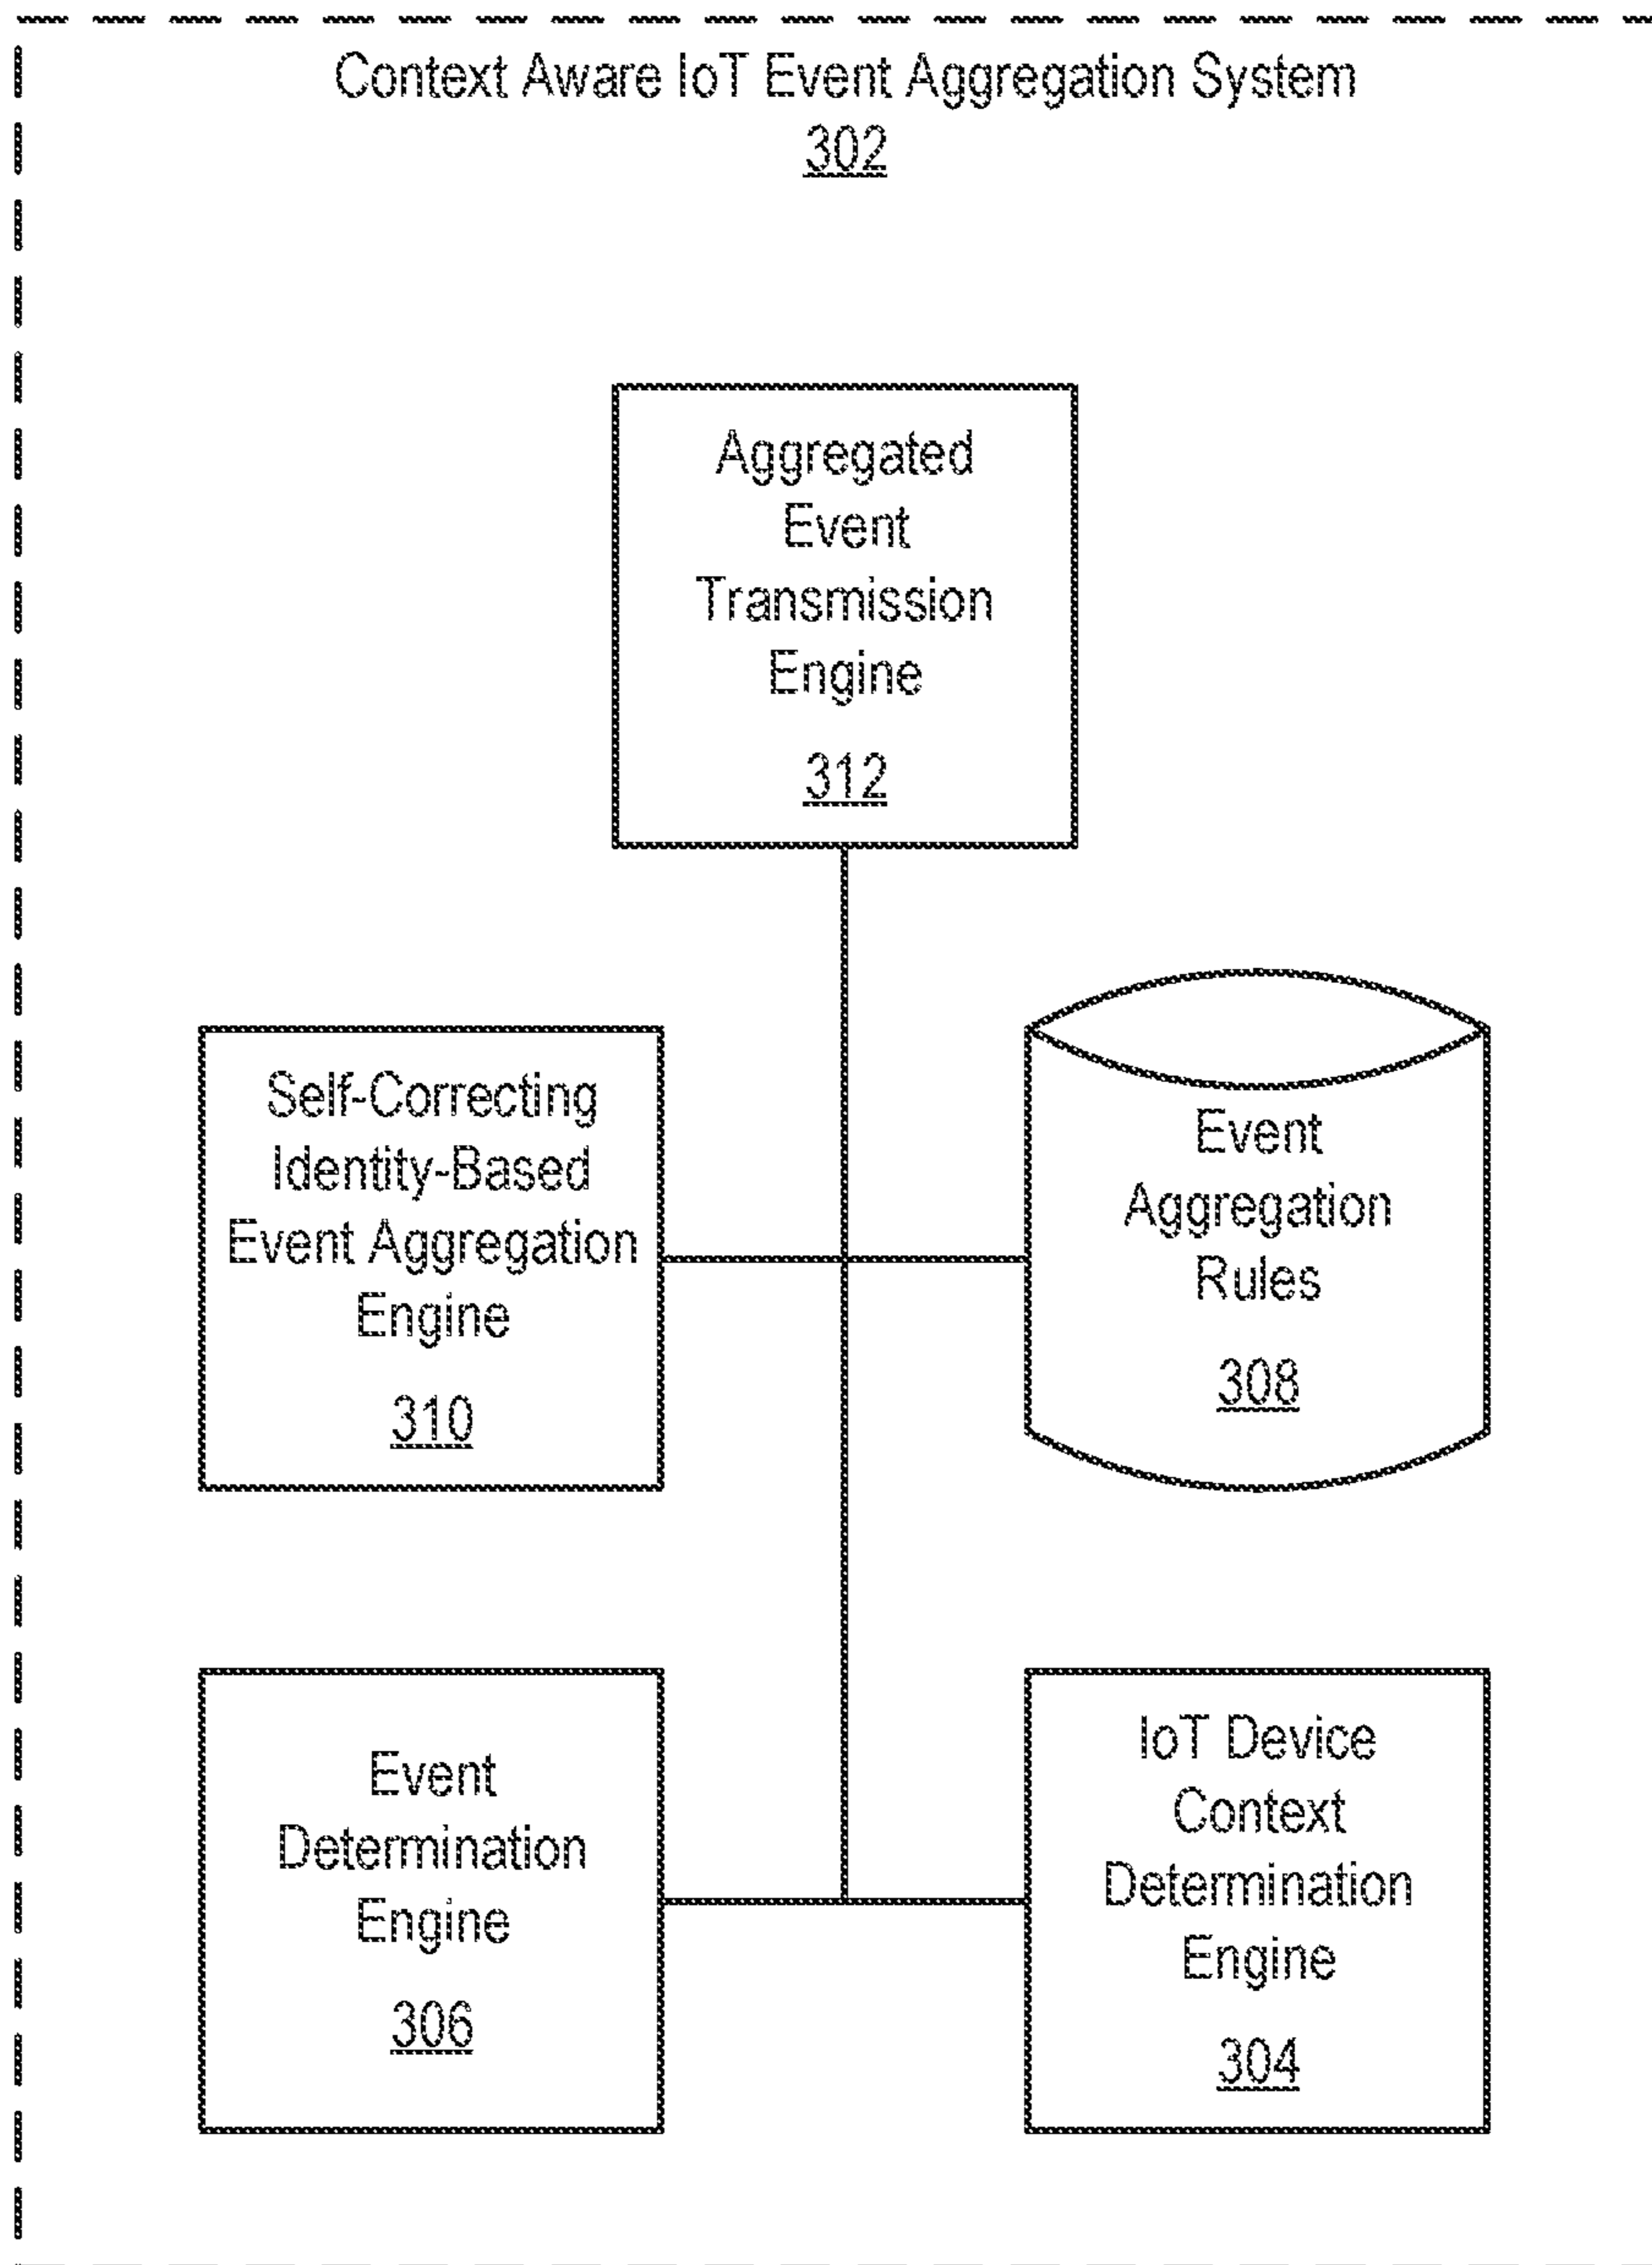 Context Aware IoT Event Aggregation System
302
Aggregated
Event
Transmission
Engine
312
Self-Correcting
Identity-Based
Event Aggregation
Engine
310
Event
Aggregation
Rules
308
Event
Determination
Engine
306
IoT Device
Context
Determination
Engine
304